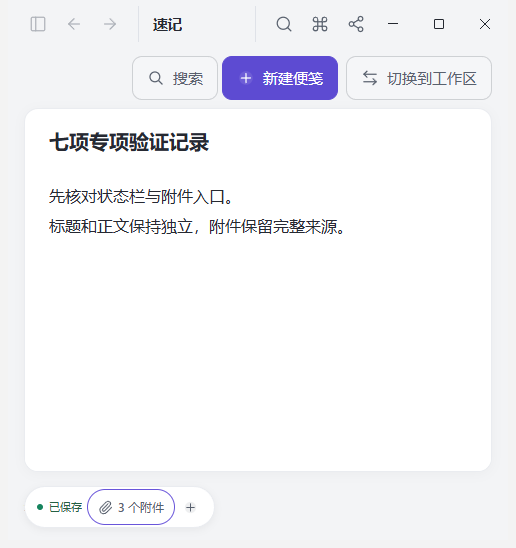 速记
搜索
新建便笺
切换到工作区
七项专项验证记录
先核对状态栏与附件入口。
标题和正文保持独立，附件保留完整来源。
已保存
3 个附件